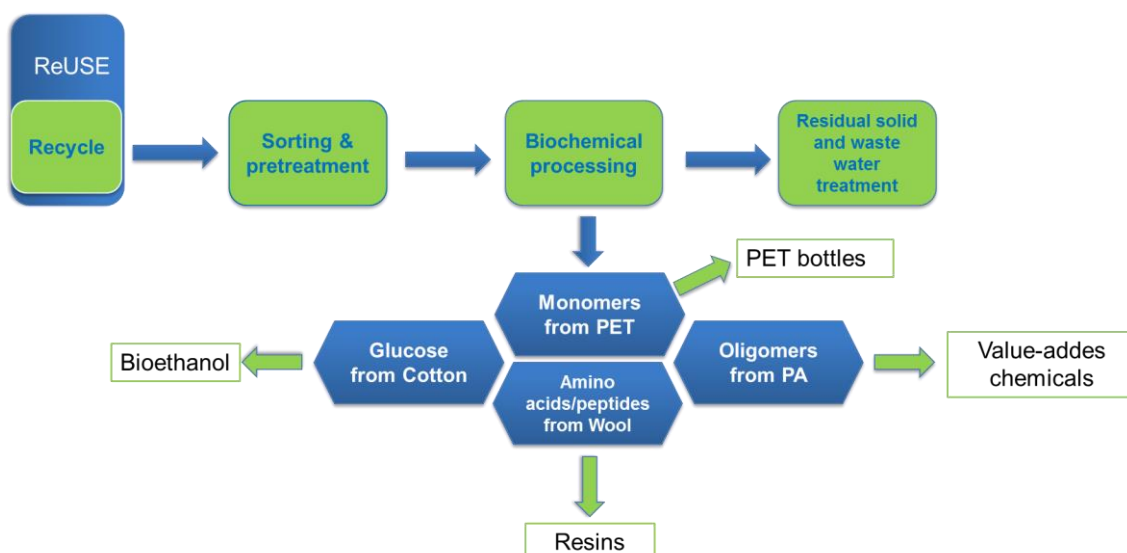 ReUSE
Recycle
Sorting &
pretreatment
Biochemical
processing
Residual solid
and waste
water
treatment
PET bottles
Monomers
from PET
Bioethanol
Glucose
from Cotton
Amino
acids/peptides
from Wool
Oligomers
from PA
Value-addes
chemicals
Resins